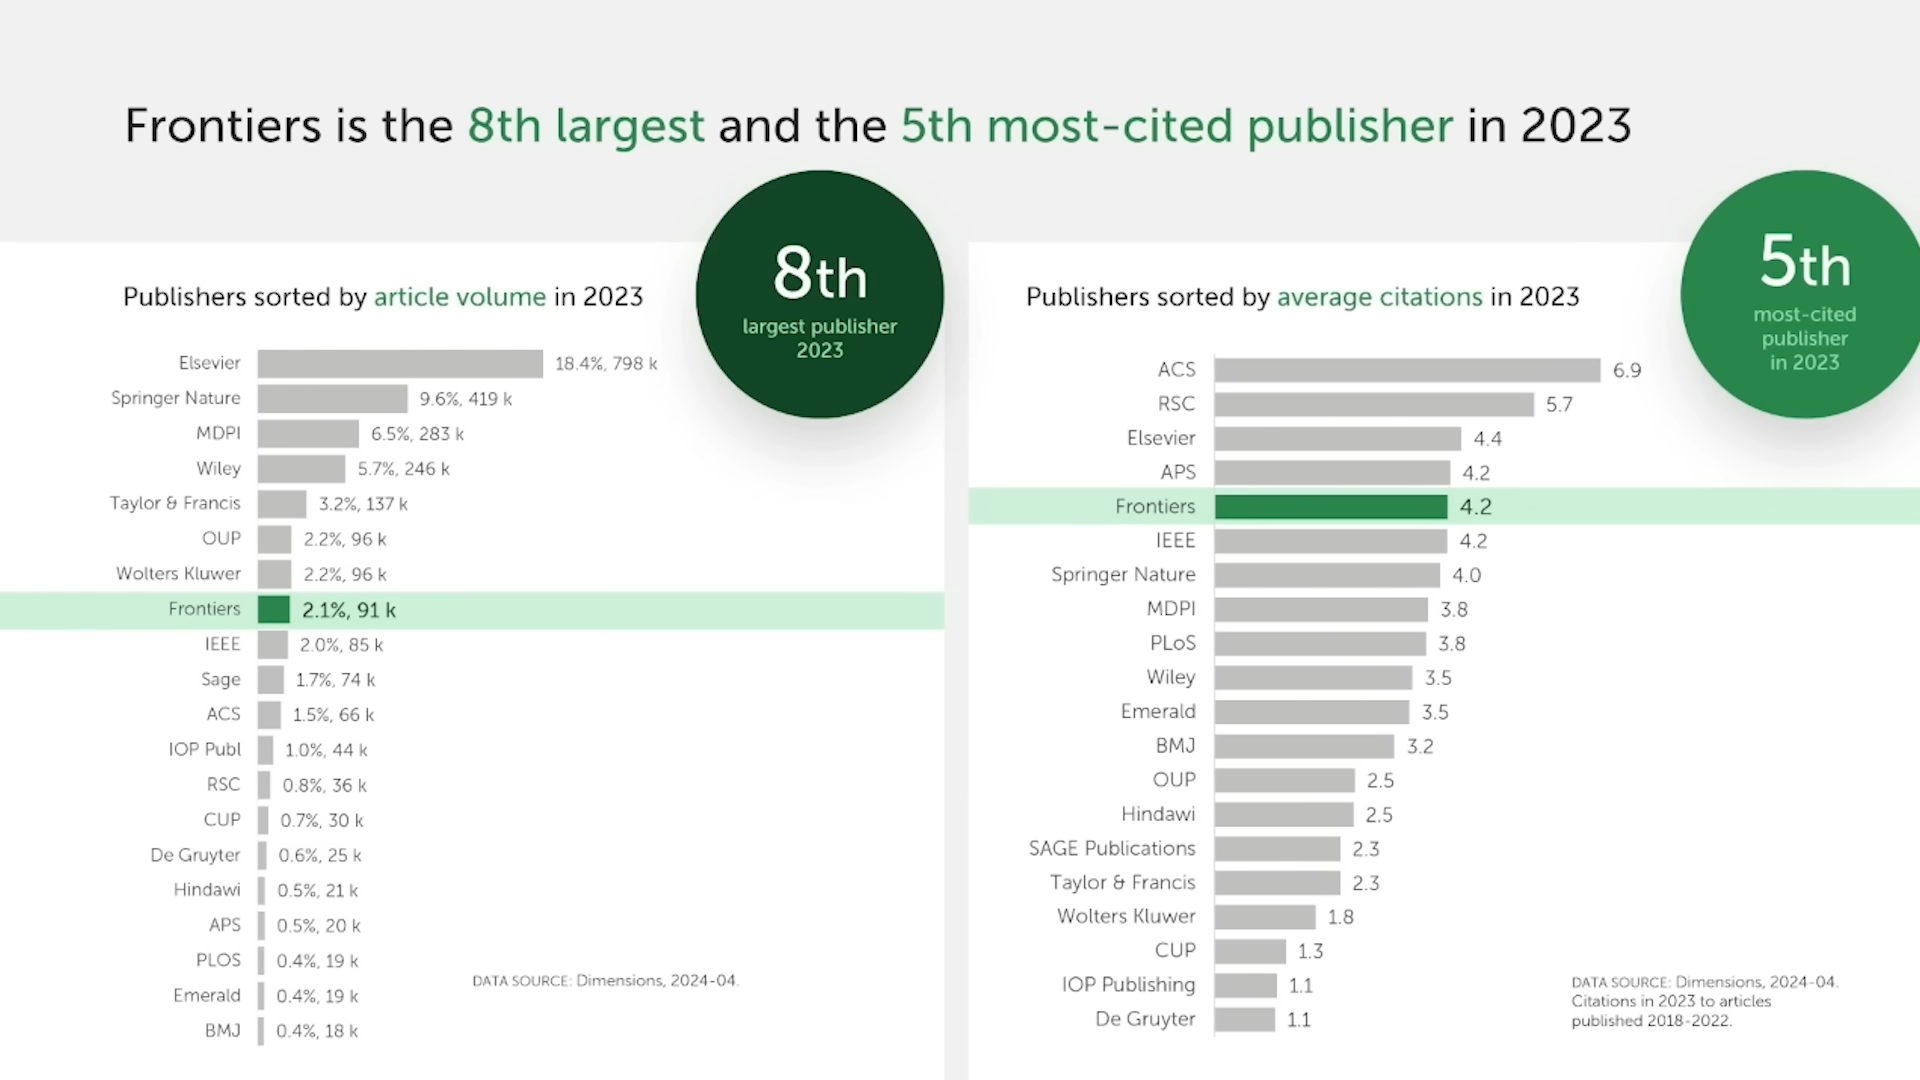 Frontiers is the 8th largest and the 5th most-cited publisher in 2023
8th
largest publisher
2023
Publishers sorted by article volume in 2023
Elsevier 18.4%, 798 k
Springer Nature 9.6%, 419 k
MDPI 6.5%, 283 k
Wiley 5.7%, 246 k
Taylor & Francis 3.2%, 137 k
OUP 2.2%, 96 k
Wolters Kluwer 2.2%, 96 k
Frontiers 2.1%, 91 k
IEEE 2.0%, 85 k
Sage 1.7%, 74 k
ACS 1.5%, 66 k
IOP Publ 1.0%, 44 k
RSC 0.8%, 36 k
CUP 0.7%, 30 k
De Gruyter 0.6%, 25 k
Hindawi 0.5%, 21 k
APS 0.5%, 20 k
PLOS 0.4%, 19 k
Emerald 0.4%, 19 k
BMJ 0.4%, 18 k
DATA SOURCE: Dimensions, 2024-04.
5th
most-cited
publisher
in 2023
Publishers sorted by average citations in 2023
ACS 6.9
RSC 5.7
Elsevier 4.4
APS 4.2
Frontiers 4.2
IEEE 4.2
Springer Nature 4.0
MDPI 3.8
PLoS 3.8
Wiley 3.5
Emerald 3.5
BMJ 3.2
OUP 2.5
Hindawi 2.5
SAGE Publications 2.3
Taylor & Francis 2.3
Wolters Kluwer 1.8
CUP 1.3
IOP Publishing 1.1
De Gruyter 1.1
DATA SOURCE: Dimensions, 2024-04.
Citations in 2023 to articles
published 2018-2022.